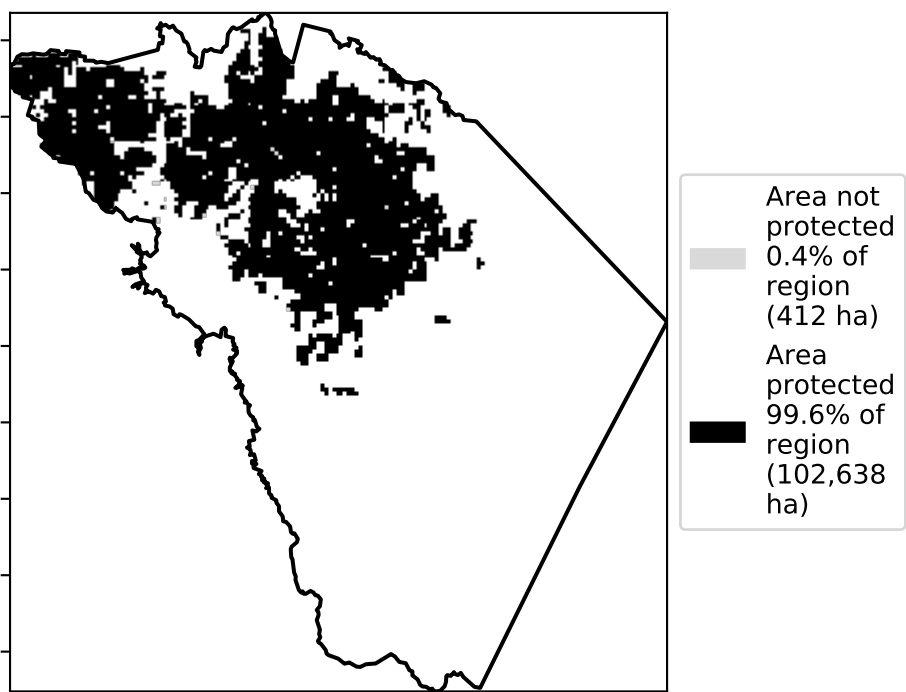 Area not
protected
0.4% of
region
(412 ha)
Area
protected
99.6% of
region
(102,638
ha)